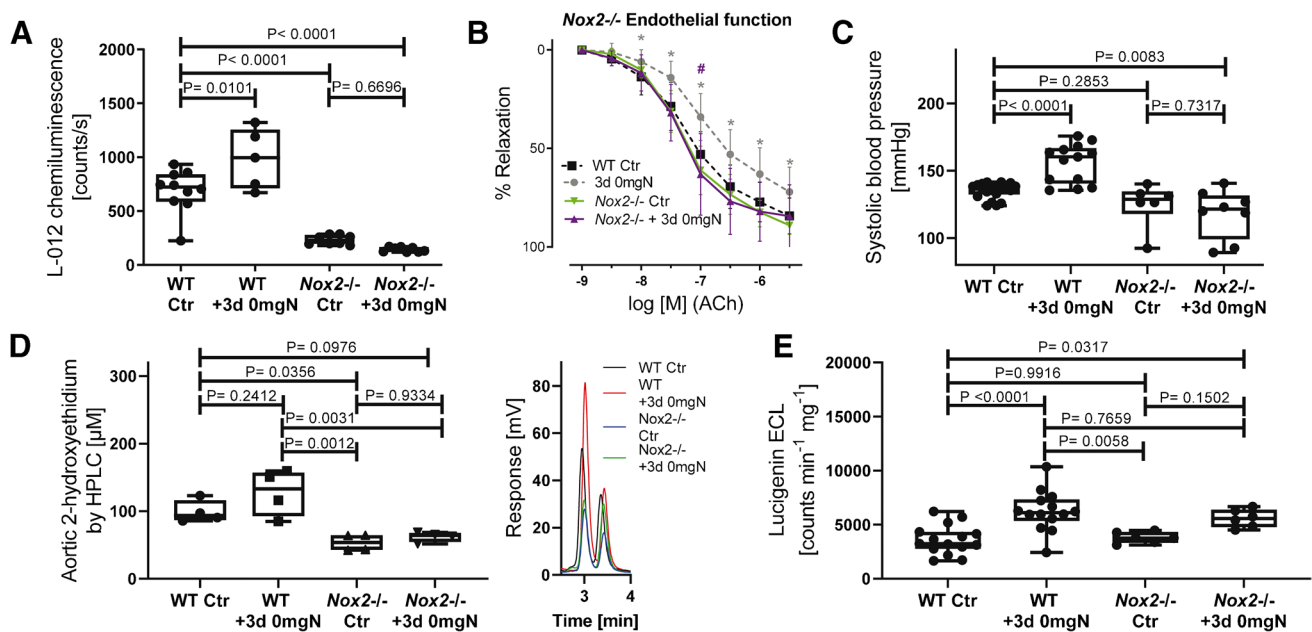 A
L-012 chemiluminescence
[counts/s]
2000
1500
1000
500
0
P< 0.0001
P< 0.0001
P= 0.0101
P= 0.6696
WT
Ctr
WT
+3d 0mgN
Nox2-/-
Ctr
Nox2-/-
+3d 0mgN
B
Nox2-/- Endothelial function
% Relaxation
0
50
100
* * # * * * *
WT Ctr
3d 0mgN
Nox2-/- Ctr
Nox2-/- + 3d 0mgN
-9 -8 -7 -6
log [M] (ACh)
C
Systolic blood pressure
[mmHg]
200
150
100
P= 0.0083
P= 0.2853
P< 0.0001
P= 0.7317
WT Ctr
WT
+3d 0mgN
Nox2-/-
Ctr
Nox2-/-
+3d 0mgN
D
Aortic 2-hydroxyethidium
by HPLC [µM]
300
200
100
0
P= 0.0976
P= 0.0356
P= 0.2412
P= 0.9334
P= 0.0031
P= 0.0012
WT Ctr
WT
+3d 0mgN
Nox2-/-
Ctr
Nox2-/-
+3d 0mgN
Response [mV]
80
60
40
20
0
WT Ctr
WT
+3d 0mgN
Nox2-/-
Ctr
Nox2-/-
+3d 0mgN
3 4
Time [min]
E
Lucigenin ECL
[counts min-1 mg-1]
20000
15000
10000
5000
0
P= 0.0317
P=0.9916
P <0.0001
P= 0.1502
P= 0.7659
P= 0.0058
WT Ctr
WT
+3d 0mgN
Nox2-/-
Ctr
Nox2-/-
+3d 0mgN